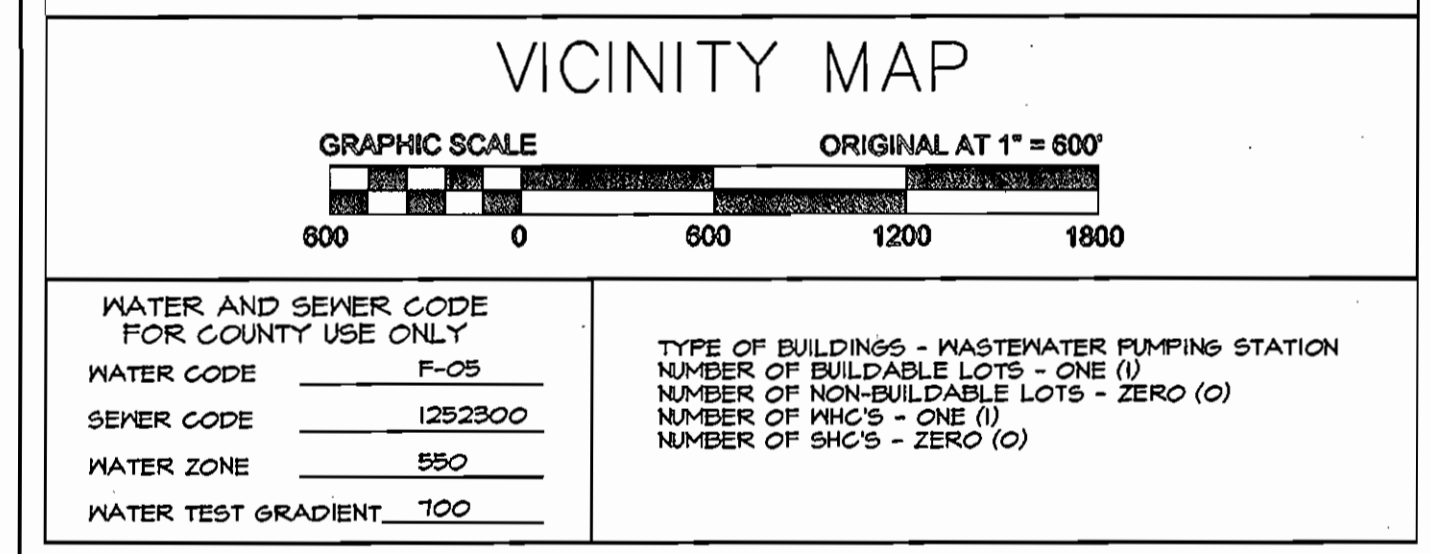 VICINITY MAP
GRAPHIC SCALE ORIGINAL AT 1" = 600'
600 0 600 1200 1800
WATER AND SEWER CODE
FOR COUNTY USE ONLY
WATER CODE F-05
SEWER CODE 1252300
WATER ZONE 550
WATER TEST GRADIENT 700
TYPE OF BUILDINGS - WASTEWATER PUMPING STATION
NUMBER OF BUILDABLE LOTS - ONE (1)
NUMBER OF NON-BUILDABLE LOTS - ZERO (0)
NUMBER OF WHC'S - ONE (1)
NUMBER OF SHC'S - ZERO (0)